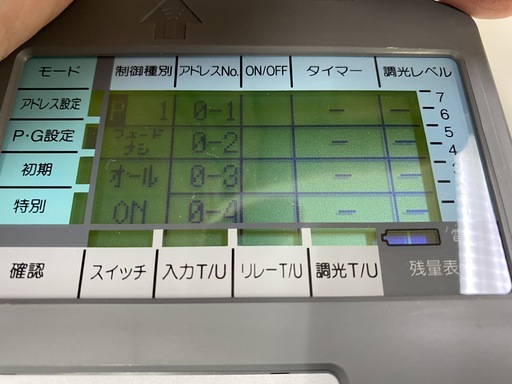 モード 制御種別 アドレスNo. ON/OFF タイマー 調光レベル
アドレス設定 P 1 0-1 - - 7
P・G設定 フェード ナシ 0-2 - - 6 5
初期 オール 0-3 - - 4 3
特別 ON 0-4 - -
確認 スイッチ 入力T/U リレーT/U 調光T/U 残量表